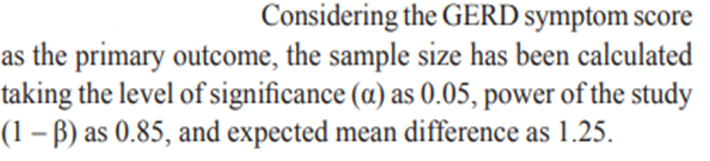 Considering the GERD symptom score
as the primary outcome, the sample size has been calculated
taking the level of significance (α) as 0.05, power of the study
(1 – β) as 0.85, and expected mean difference as 1.25.